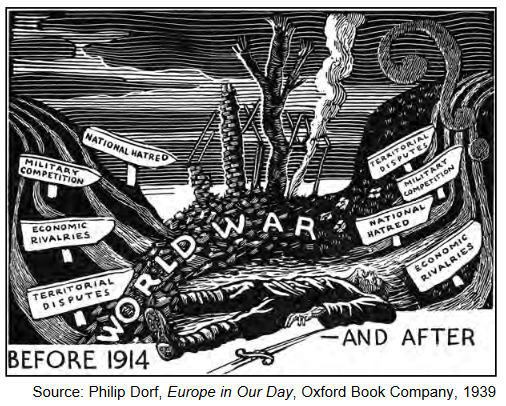 NATIONAL HATRED
MILITARY
COMPETITION
ECONOMIC
RIVALRIES
TERRITORIAL
DISPUTES
WORLD WAR
TERRITORIAL
DISPUTES
MILITARY
COMPETITION
NATIONAL
HATRED
ECONOMIC
RIVALRIES
BEFORE 1914
—AND AFTER
Source: Philip Dorf, Europe in Our Day, Oxford Book Company, 1939